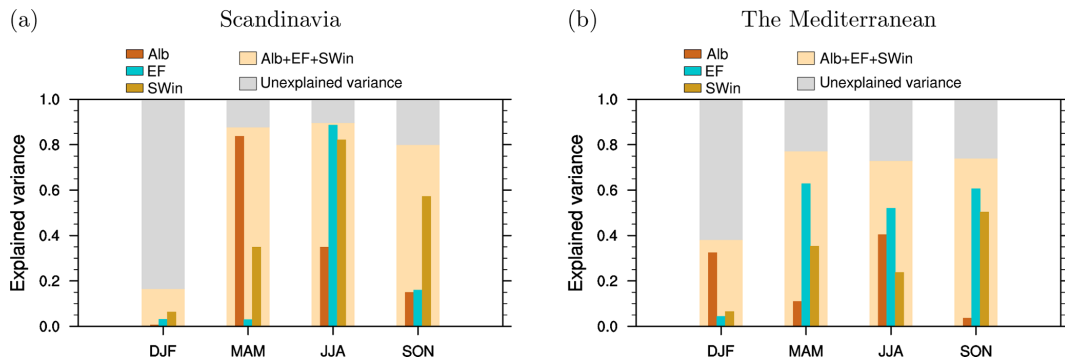 (a) Scandinavia
Alb
EF
SWin
Alb+EF+SWin
Unexplained variance
Explained variance
1.0
0.8
0.6
0.4
0.2
0.0
DJF MAM JJA SON
(b) The Mediterranean
Alb
EF
SWin
Alb+EF+SWin
Unexplained variance
Explained variance
1.0
0.8
0.6
0.4
0.2
0.0
DJF MAM JJA SON